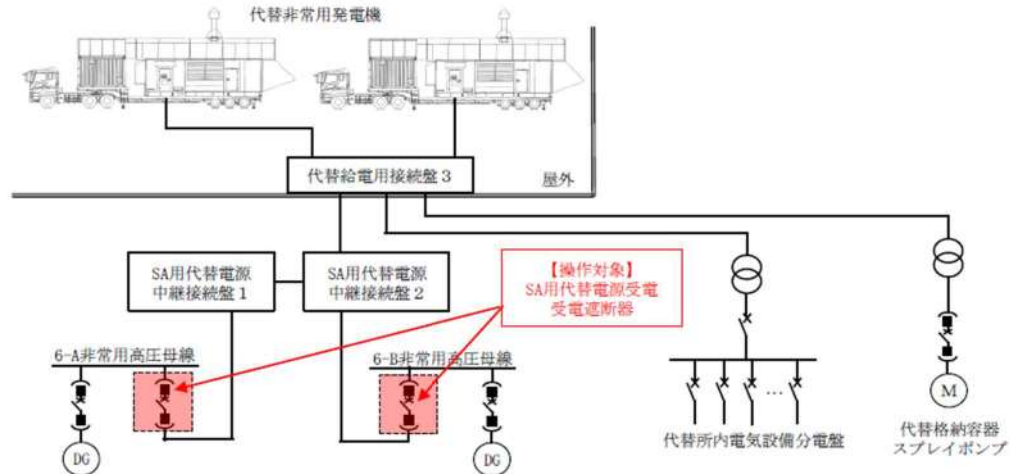 代替非常用発電機
代替給電用接続盤3
屋外
SA用代替電源
中継接続盤1
SA用代替電源
中継接続盤2
【操作対象】
SA用代替電源受電
受電遮断器
6-A非常用高圧母線
6-B非常用高圧母線
DG
DG
…
代替所内電気設備分電盤
M
代替格納容器
スプレイポンプ